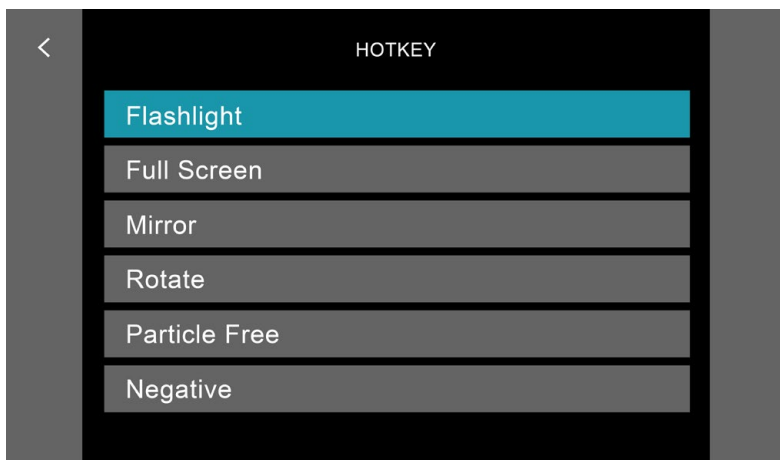 HOTKEY
Flashlight
Full Screen
Mirror
Rotate
Particle Free
Negative